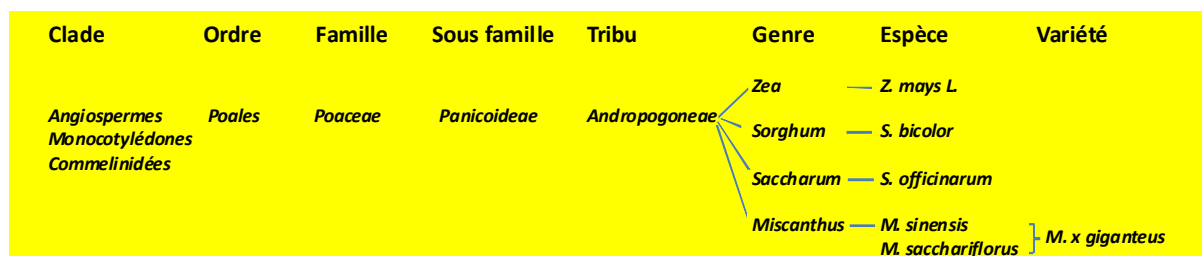 Clade Ordre Famille Sous famille Tribu Genre Espèce Variété
Zea Z. mays L.
Angiospermes Poales Poaceae Panicoideae Andropogoneae
Monocotylédones Sorghum S. bicolor
Commelinidées
Saccharum S. officinarum
Miscanthus M. sinensis
M. x giganteus
M. sacchariflorus